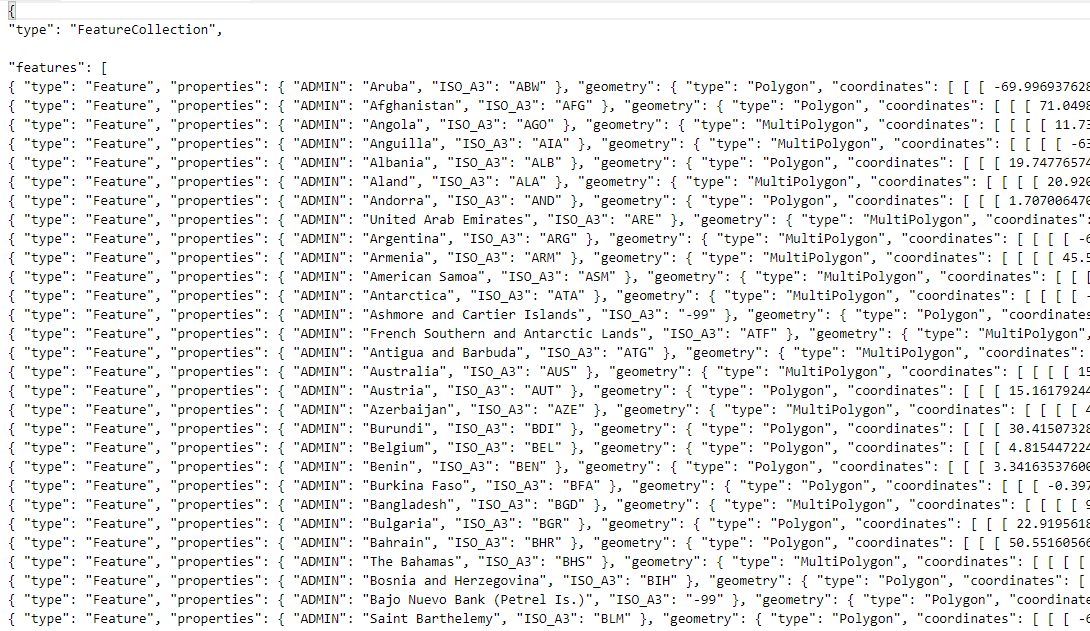 {
"type": "FeatureCollection",
"features": [
{ "type": "Feature", "properties": { "ADMIN": "Aruba", "ISO_A3": "ABW" }, "geometry": { "type": "Polygon", "coordinates": [ [ [ -69.996937628
{ "type": "Feature", "properties": { "ADMIN": "Afghanistan", "ISO_A3": "AFG" }, "geometry": { "type": "Polygon", "coordinates": [ [ [ 71.0498
{ "type": "Feature", "properties": { "ADMIN": "Angola", "ISO_A3": "AGO" }, "geometry": { "type": "MultiPolygon", "coordinates": [ [ [ [ 11.73
{ "type": "Feature", "properties": { "ADMIN": "Anguilla", "ISO_A3": "AIA" }, "geometry": { "type": "MultiPolygon", "coordinates": [ [ [ [ -63
{ "type": "Feature", "properties": { "ADMIN": "Albania", "ISO_A3": "ALB" }, "geometry": { "type": "Polygon", "coordinates": [ [ [ 19.74776574
{ "type": "Feature", "properties": { "ADMIN": "Aland", "ISO_A3": "ALA" }, "geometry": { "type": "MultiPolygon", "coordinates": [ [ [ [ 20.920
{ "type": "Feature", "properties": { "ADMIN": "Andorra", "ISO_A3": "AND" }, "geometry": { "type": "Polygon", "coordinates": [ [ [ 1.707006470
{ "type": "Feature", "properties": { "ADMIN": "United Arab Emirates", "ISO_A3": "ARE" }, "geometry": { "type": "MultiPolygon", "coordinates":
{ "type": "Feature", "properties": { "ADMIN": "Argentina", "ISO_A3": "ARG" }, "geometry": { "type": "MultiPolygon", "coordinates": [ [ [ [ -6
{ "type": "Feature", "properties": { "ADMIN": "Armenia", "ISO_A3": "ARM" }, "geometry": { "type": "MultiPolygon", "coordinates": [ [ [ [ 45.5
{ "type": "Feature", "properties": { "ADMIN": "American Samoa", "ISO_A3": "ASM" }, "geometry": { "type": "MultiPolygon", "coordinates": [ [ [
{ "type": "Feature", "properties": { "ADMIN": "Antarctica", "ISO_A3": "ATA" }, "geometry": { "type": "MultiPolygon", "coordinates": [ [ [ [
{ "type": "Feature", "properties": { "ADMIN": "Ashmore and Cartier Islands", "ISO_A3": "-99" }, "geometry": { "type": "Polygon", "coordinates
{ "type": "Feature", "properties": { "ADMIN": "French Southern and Antarctic Lands", "ISO_A3": "ATF" }, "geometry": { "type": "MultiPolygon",
{ "type": "Feature", "properties": { "ADMIN": "Antigua and Barbuda", "ISO_A3": "ATG" }, "geometry": { "type": "MultiPolygon", "coordinates":
{ "type": "Feature", "properties": { "ADMIN": "Australia", "ISO_A3": "AUS" }, "geometry": { "type": "MultiPolygon", "coordinates": [ [ [ [ 15
{ "type": "Feature", "properties": { "ADMIN": "Austria", "ISO_A3": "AUT" }, "geometry": { "type": "Polygon", "coordinates": [ [ [ 15.16179244
{ "type": "Feature", "properties": { "ADMIN": "Azerbaijan", "ISO_A3": "AZE" }, "geometry": { "type": "MultiPolygon", "coordinates": [ [ [ [ 4
{ "type": "Feature", "properties": { "ADMIN": "Burundi", "ISO_A3": "BDI" }, "geometry": { "type": "Polygon", "coordinates": [ [ [ 30.41507328
{ "type": "Feature", "properties": { "ADMIN": "Belgium", "ISO_A3": "BEL" }, "geometry": { "type": "Polygon", "coordinates": [ [ [ 4.815447224
{ "type": "Feature", "properties": { "ADMIN": "Benin", "ISO_A3": "BEN" }, "geometry": { "type": "Polygon", "coordinates": [ [ [ 3.34163537606
{ "type": "Feature", "properties": { "ADMIN": "Burkina Faso", "ISO_A3": "BFA" }, "geometry": { "type": "Polygon", "coordinates": [ [ [ -0.397
{ "type": "Feature", "properties": { "ADMIN": "Bangladesh", "ISO_A3": "BGD" }, "geometry": { "type": "MultiPolygon", "coordinates": [ [ [ [ 9
{ "type": "Feature", "properties": { "ADMIN": "Bulgaria", "ISO_A3": "BGR" }, "geometry": { "type": "Polygon", "coordinates": [ [ [ 22.9195618
{ "type": "Feature", "properties": { "ADMIN": "Bahrain", "ISO_A3": "BHR" }, "geometry": { "type": "Polygon", "coordinates": [ [ [ 50.55160566
{ "type": "Feature", "properties": { "ADMIN": "The Bahamas", "ISO_A3": "BHS" }, "geometry": { "type": "MultiPolygon", "coordinates": [ [ [ [
{ "type": "Feature", "properties": { "ADMIN": "Bosnia and Herzegovina", "ISO_A3": "BIH" }, "geometry": { "type": "Polygon", "coordinates": [
{ "type": "Feature", "properties": { "ADMIN": "Bajo Nuevo Bank (Petrel Is.)", "ISO_A3": "-99" }, "geometry": { "type": "Polygon", "coordinate
{ "type": "Feature", "properties": { "ADMIN": "Saint Barthelemy", "ISO_A3": "BLM" }, "geometry": { "type": "Polygon", "coordinates": [ [ [ -6